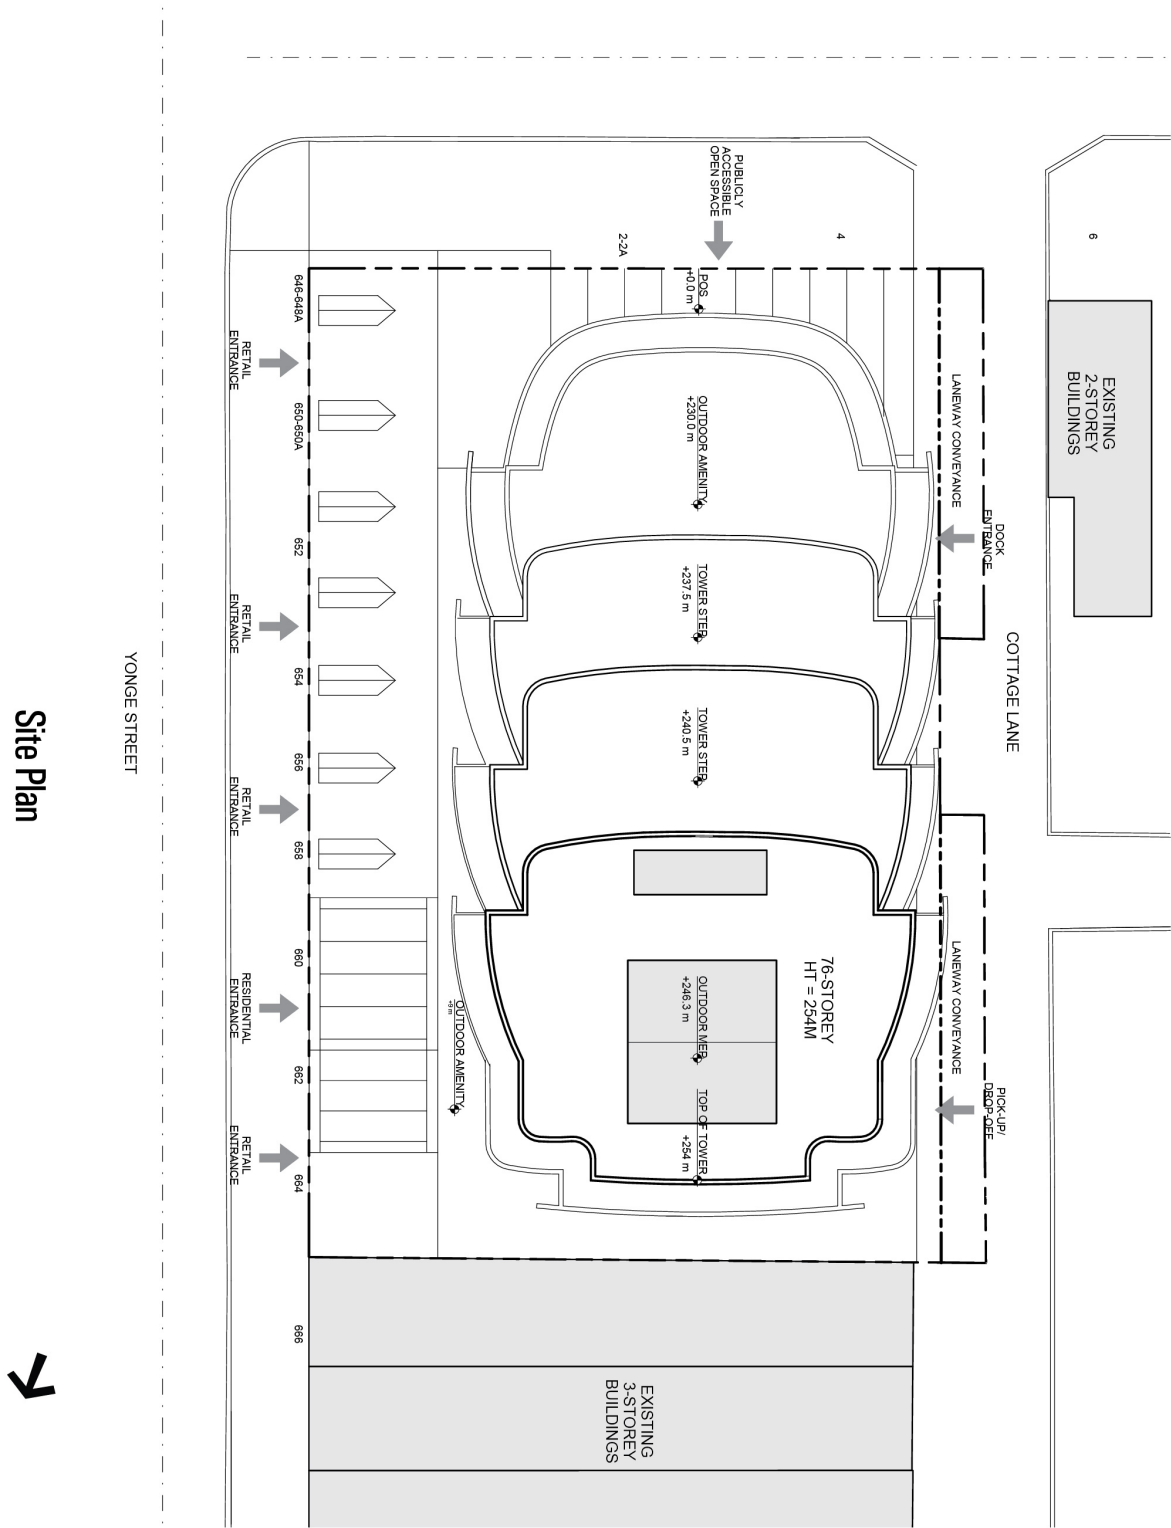 6
4
2-2A
PUBLICLY
ACCESSIBLE
OPEN SPACE
POS
+0.0 m
EXISTING
2-STOREY
BUILDINGS
LANEWAY CONVEYANCE
DOCK
ENTRANCE
COTTAGE LANE
LANEWAY CONVEYANCE
PICK-UP/
DROP-OFF
OUTDOOR AMENITY
+230.0 m
TOWER STEP
+237.5 m
TOWER STEP
+240.5 m
76-STOREY
HT = 254M
OUTDOOR MEP
+246.3 m
TOP OF TOWER
+254 m
OUTDOOR AMENITY
+9 m
EXISTING
3-STOREY
BUILDINGS
646-648A
650-650A
652
654
656
658
660
662
664
666
RETAIL
ENTRANCE
RETAIL
ENTRANCE
RETAIL
ENTRANCE
RESIDENTIAL
ENTRANCE
RETAIL
ENTRANCE
YONGE STREET
Site Plan